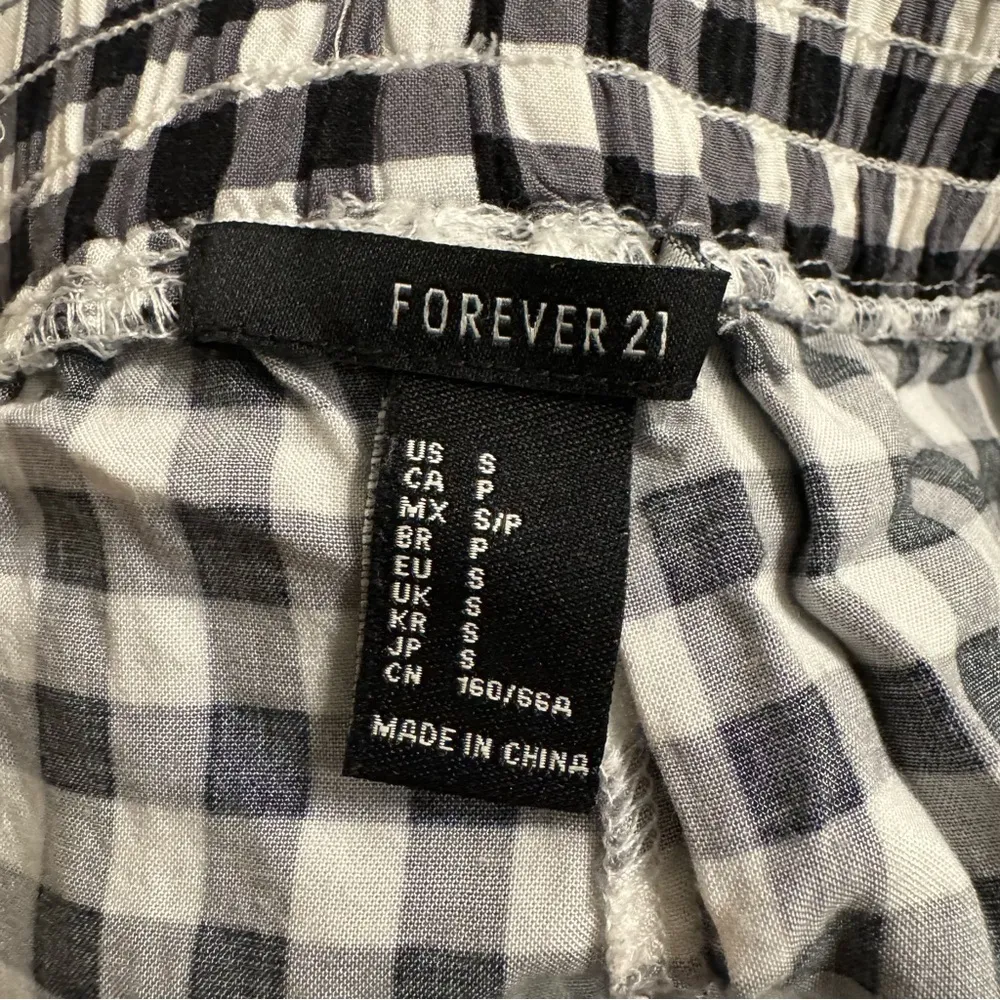 FOREVER 21
US S
CA P
MX S/P
BR P
EU S
UK S
KR S
JP S
CN 160/66A
MADE IN CHINA